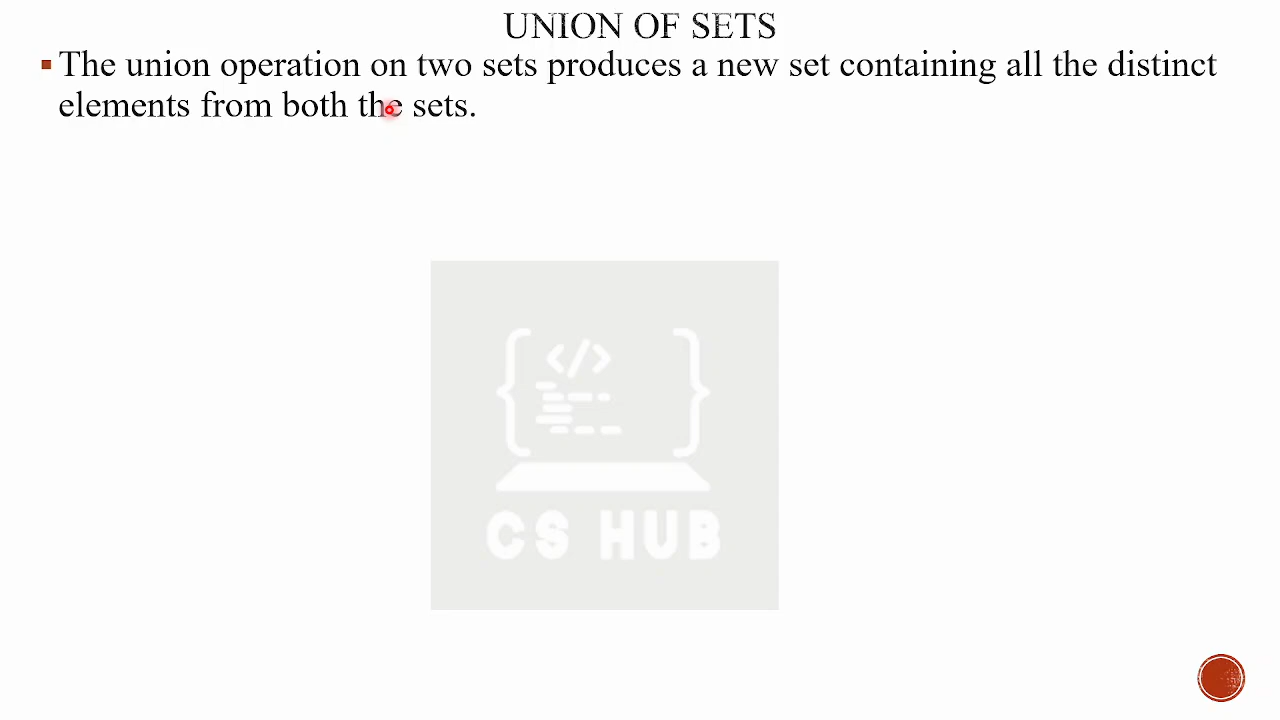 UNION OF SETS
▪ The union operation on two sets produces a new set containing all the distinct
elements from both the sets.
</> 
CS HUB